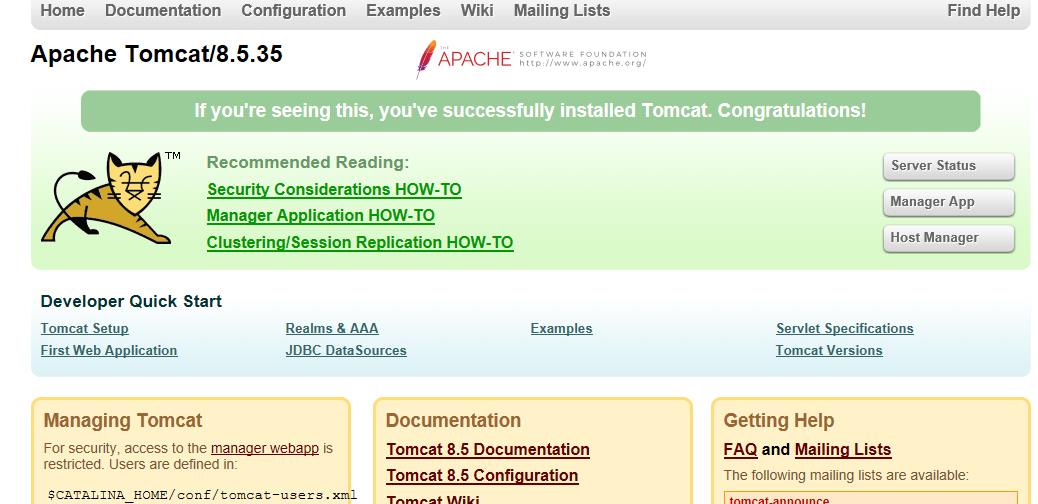 Home Documentation Configuration Examples Wiki Mailing Lists Find Help
Apache Tomcat/8.5.35
THE
APACHE® SOFTWARE FOUNDATION
http://www.apache.org/
If you're seeing this, you've successfully installed Tomcat. Congratulations!
TM
Recommended Reading:
Security Considerations HOW-TO
Manager Application HOW-TO
Clustering/Session Replication HOW-TO
Server Status
Manager App
Host Manager
Developer Quick Start
Tomcat Setup
First Web Application
Realms & AAA
JDBC DataSources
Examples
Servlet Specifications
Tomcat Versions
Managing Tomcat
For security, access to the manager webapp is
restricted. Users are defined in:
$CATALINA_HOME/conf/tomcat-users.xml
Documentation
Tomcat 8.5 Documentation
Tomcat 8.5 Configuration
Tomcat Wiki
Getting Help
FAQ and Mailing Lists
The following mailing lists are available:
tomcat-announce